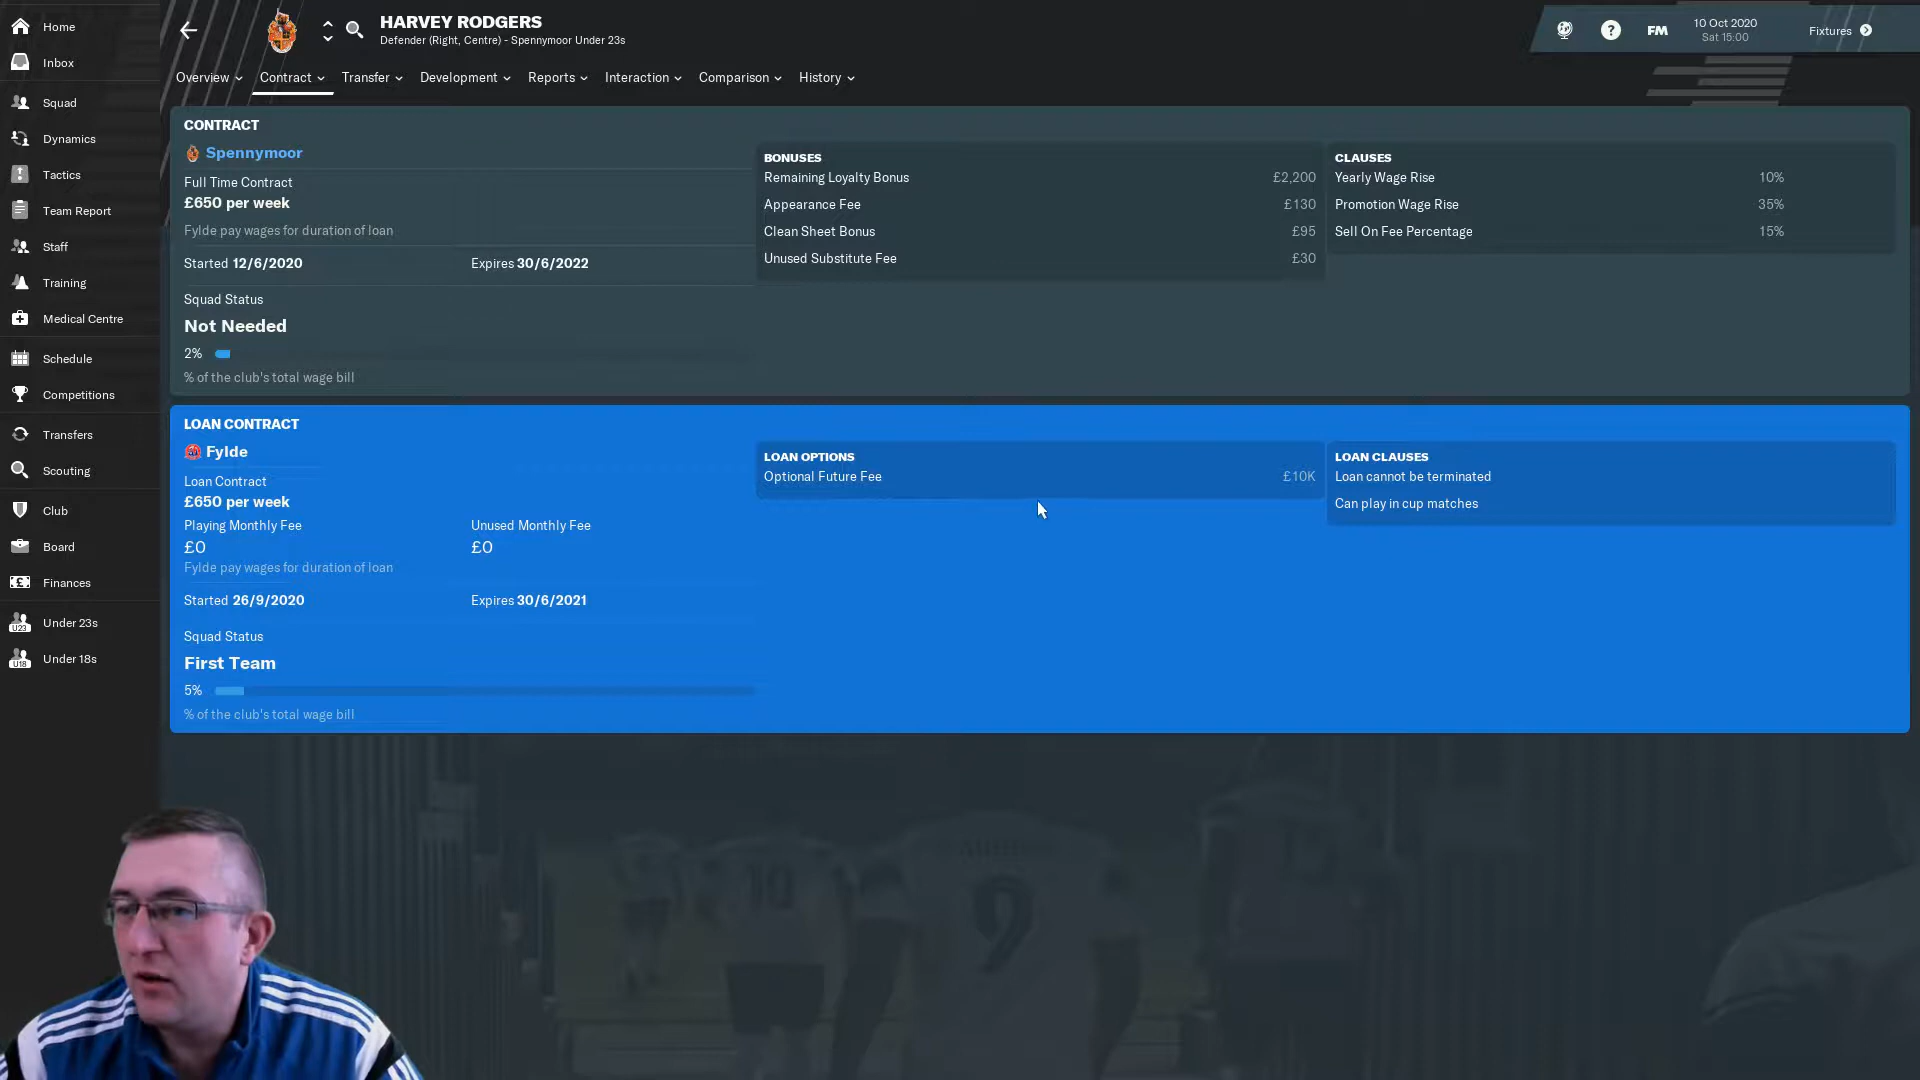 Home
Inbox
Squad
Dynamics
Tactics
Team Report
Staff
Training
Medical Centre
Schedule
Competitions
Transfers
Scouting
Club
Board
Finances
U23
Under 23s
U18
Under 18s
HARVEY RODGERS
Defender (Right, Centre) - Spennymoor Under 23s
?
FM
10 Oct 2020
Sat 15:00
Fixtures
Overview
Contract
Transfer
Development
Reports
Interaction
Comparison
History
CONTRACT
Spennymoor
Full Time Contract
£650 per week
Fylde pay wages for duration of loan
Started 12/6/2020
Expires 30/6/2022
Squad Status
Not Needed
2%
% of the club's total wage bill
BONUSES
Remaining Loyalty Bonus £2,200
Appearance Fee £130
Clean Sheet Bonus £95
Unused Substitute Fee £30
CLAUSES
Yearly Wage Rise 10%
Promotion Wage Rise 35%
Sell On Fee Percentage 15%
LOAN CONTRACT
Fylde
Loan Contract
£650 per week
Playing Monthly Fee
£0
Unused Monthly Fee
£0
Fylde pay wages for duration of loan
Started 26/9/2020
Expires 30/6/2021
Squad Status
First Team
5%
% of the club's total wage bill
LOAN OPTIONS
Optional Future Fee £10K
LOAN CLAUSES
Loan cannot be terminated
Can play in cup matches
10
9